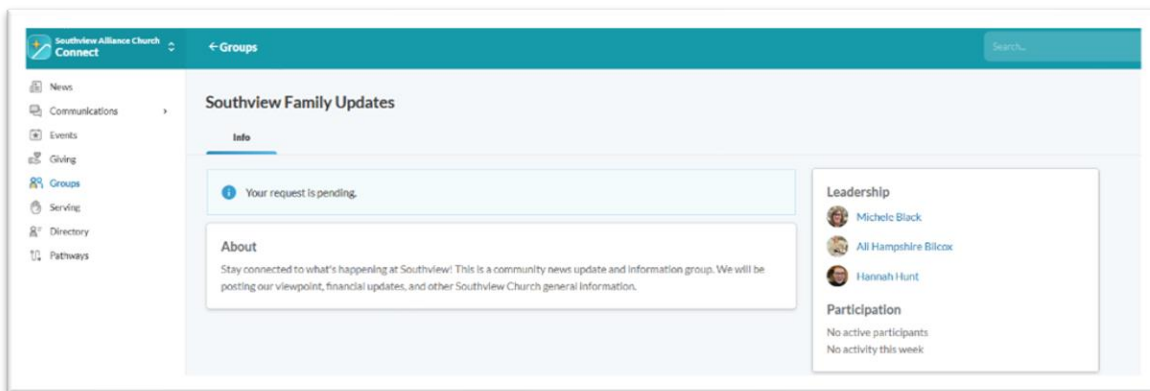 Southview Alliance Church
Connect
← Groups
Search...
News
Communications
Events
Giving
Groups
Serving
Directory
Pathways
Southview Family Updates
Info
Your request is pending.
About
Stay connected to what's happening at Southview! This is a community news update and information group. We will be
posting our viewpoint, financial updates, and other Southview Church general information.
Leadership
Michele Black
Ali Hampshire Bilcox
Hannah Hunt
Participation
No active participants
No activity this week